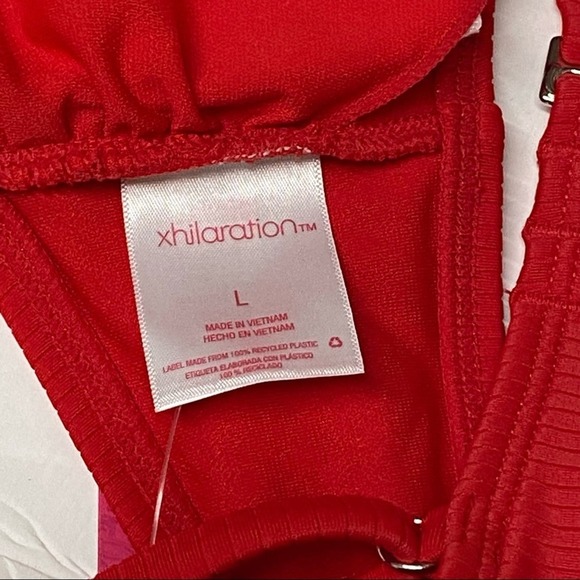 xhilaration™
L
MADE IN VIETNAM
HECHO EN VIETNAM
LABEL MADE FROM 100% RECYCLED PLASTIC
ETIQUETA ELABORADA CON PLÁSTICO
100 % RECICLADO